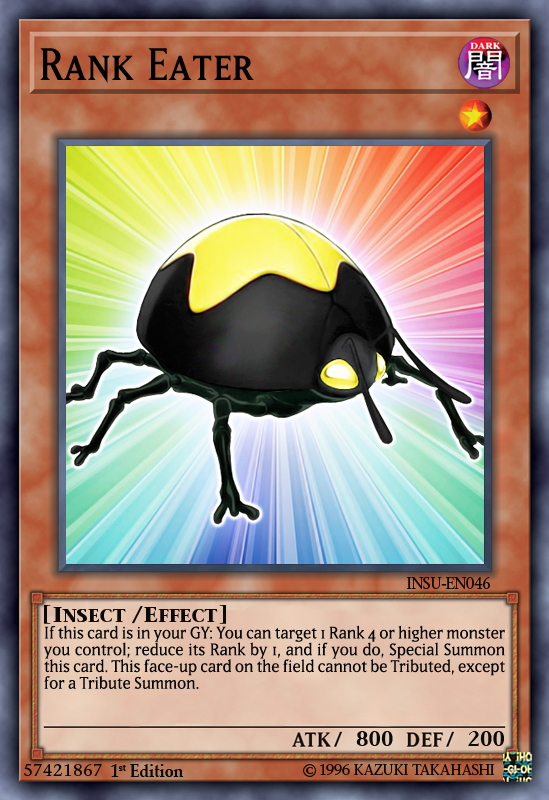 Rank Eater
DARK
闇
INSU-EN046
[Insect /Effect]
If this card is in your GY: You can target 1 Rank 4 or higher monster
you control; reduce its Rank by 1, and if you do, Special Summon
this card. This face-up card on the field cannot be Tributed, except
for a Tribute Summon.
ATK/ 800 DEF/ 200
57421867 1st Edition © 1996 KAZUKI TAKAHASHI